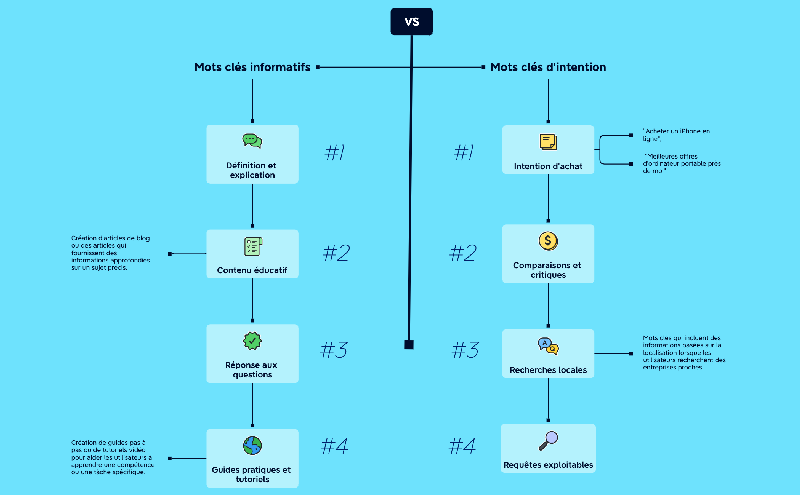 VS
Mots clés informatifs
Mots clés d'intention
Définition et
explication
#1
Création d'articles de blog
ou des articles qui
fournissent des
informations approfondies
sur un sujet précis.
Contenu éducatif
#2
Réponse aux
questions
#3
Création de guides pas à
pas ou de tutoriels vidéo
pour aider les utilisateurs à
apprendre une compétence
ou une tâche spécifique.
Guides pratiques et
tutoriels
#4
#1
Intention d'achat
"Acheter un iPhone en
ligne",
"Meilleures offres
d'ordinateur portable près
de moi"
#2
Comparaisons et
critiques
#3
A
Q
Recherches locales
Mots clés qui incluent des
informations basées sur la
localisation lorsque les
utilisateurs recherchent des
entreprises proches.
#4
Requêtes exploitables